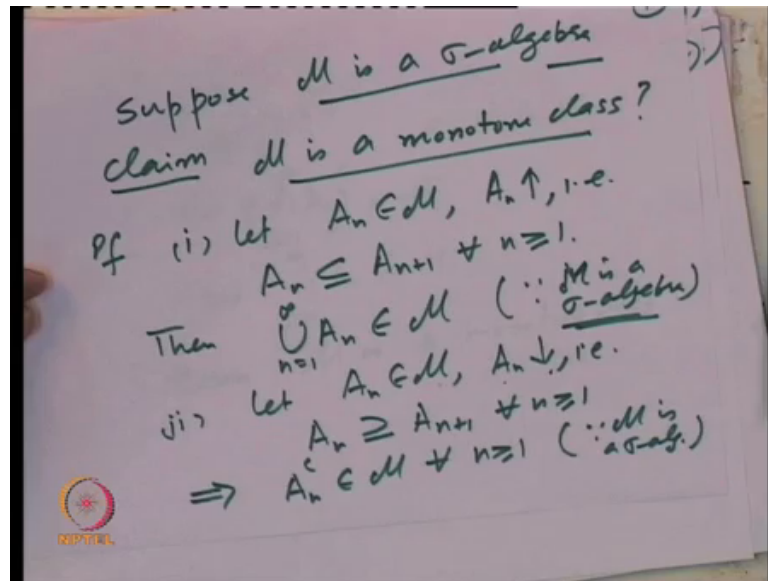 Suppose M is a σ-algebra
Claim M is a monotone class?
Pf (i) Let Aₙ ∈ M, Aₙ ↑, i.e.
Aₙ ⊆ Aₙ₊₁ ∀ n ≥ 1.
Then ⋃_{n=1}^{∞} Aₙ ∈ M (∵ M is a σ-algebra)
ii) Let Aₙ ∈ M, Aₙ ↓, i.e.
Aₙ ⊇ Aₙ₊₁ ∀ n ≥ 1
⇒ Aₙᶜ ∈ M ∀ n ≥ 1 (∵ M is a σ-alg.)
NPTEL